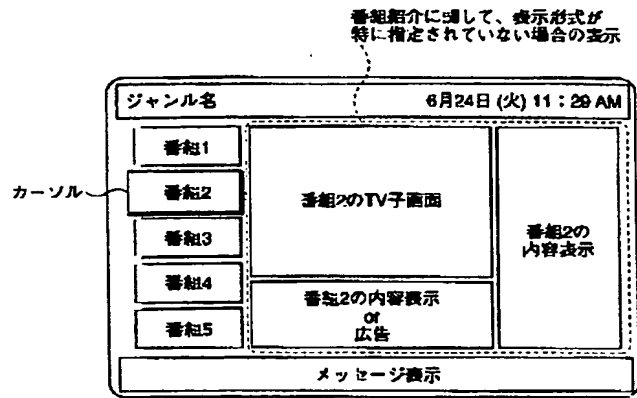 番組紹介に関して、表示形式が
特に指定されていない場合の表示
ジャンル名
6月24日 (火) 11：29 AM
番組1
カーソル
番組2
番組3
番組4
番組5
番組2のTV子画面
番組2の内容表示
or
広告
番組2の
内容表示
メッセージ表示